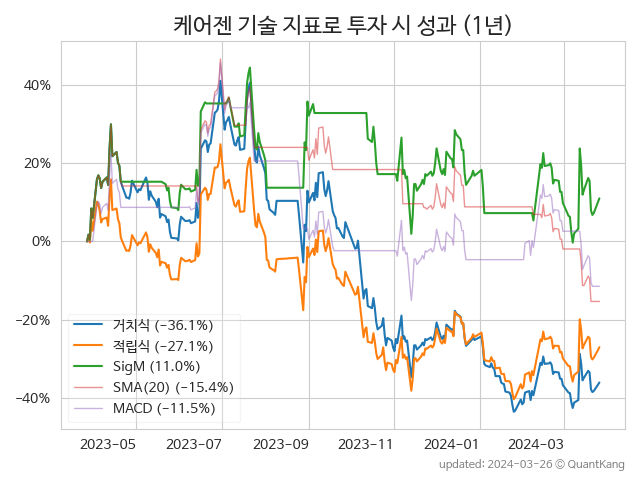 케어젠 기술 지표로 투자 시 성과 (1년)
40%
20%
0%
−20%
−40%
거치식 (−36.1%)
적립식 (−27.1%)
SigM (11.0%)
SMA(20) (−15.4%)
MACD (−11.5%)
2023−05
2023−07
2023−09
2023−11
2024−01
2024−03
updated: 2024−03−26 ⓒ QuantKang